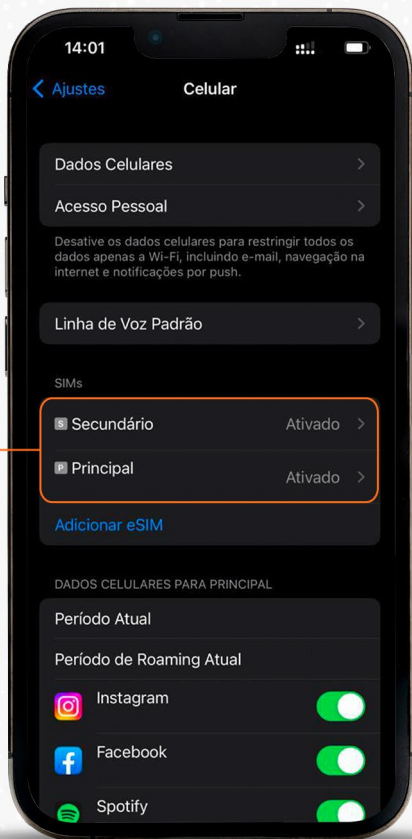 14:01
Ajustes
Celular
Dados Celulares
Acesso Pessoal
Desative os dados celulares para restringir todos os
dados apenas a Wi-Fi, incluindo e-mail, navegação na
internet e notificações por push.
Linha de Voz Padrão
SIMs
S Secundário Ativado
P Principal Ativado
Adicionar eSIM
DADOS CELULARES PARA PRINCIPAL
Período Atual
Período de Roaming Atual
Instagram
Facebook
Spotify